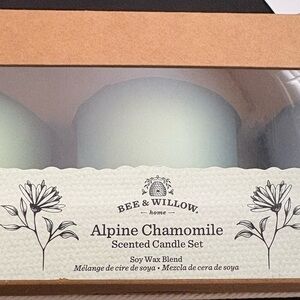 BEE & WILLOW
home
Alpine Chamomile
Scented Candle Set
Soy Wax Blend
Mélange de cire de soya • Mezcla de cera de soya